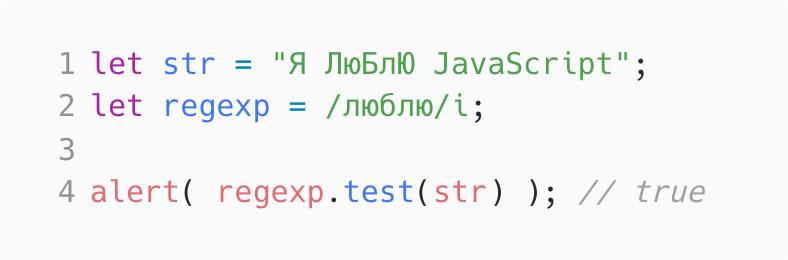 1 let str = "Я ЛюБлЮ JavaScript";
2 let regexp = /люблю/i;
3
4 alert( regexp.test(str) ); // true